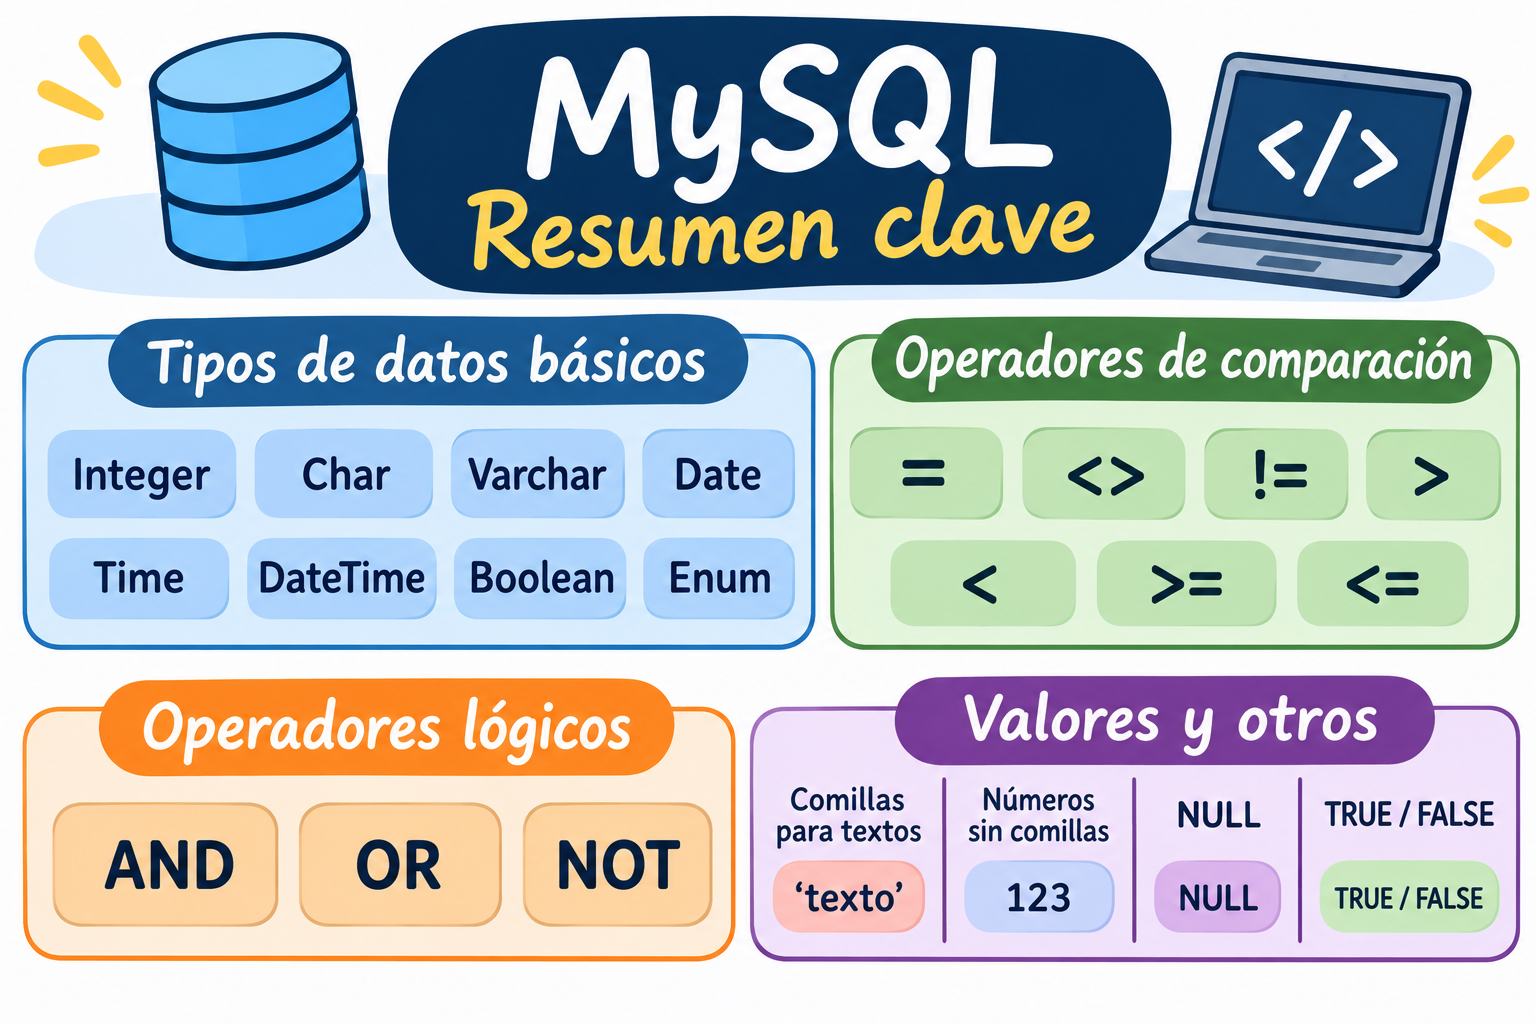 </>
MySQL
Resumen clave
Tipos de datos básicos
Integer
Char
Varchar
Date
Time
DateTime
Boolean
Enum
Operadores de comparación
=
<>
!=
>
<
>=
<=
Operadores lógicos
AND
OR
NOT
Valores y otros
Comillas
para textos
‘texto’
Números
sin comillas
123
NULL
NULL
TRUE / FALSE
TRUE / FALSE